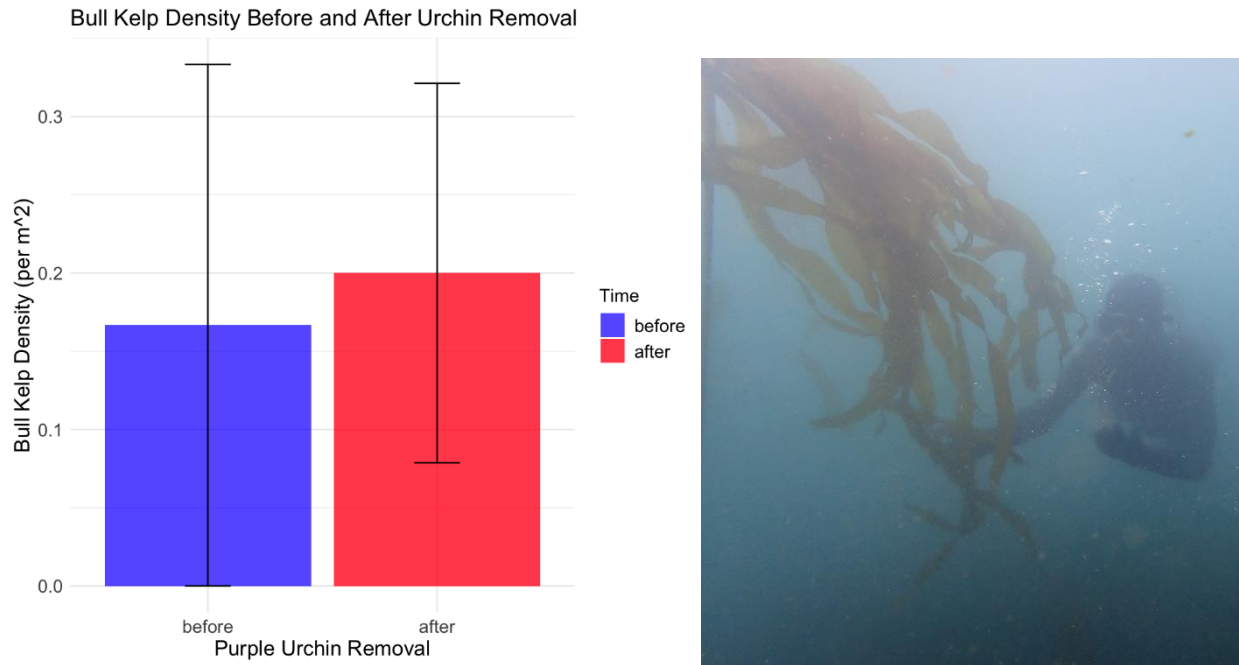 Bull Kelp Density Before and After Urchin Removal
Bull Kelp Density (per m^2)
0.3
0.2
0.1
0.0
before
after
Purple Urchin Removal
Time
before
after